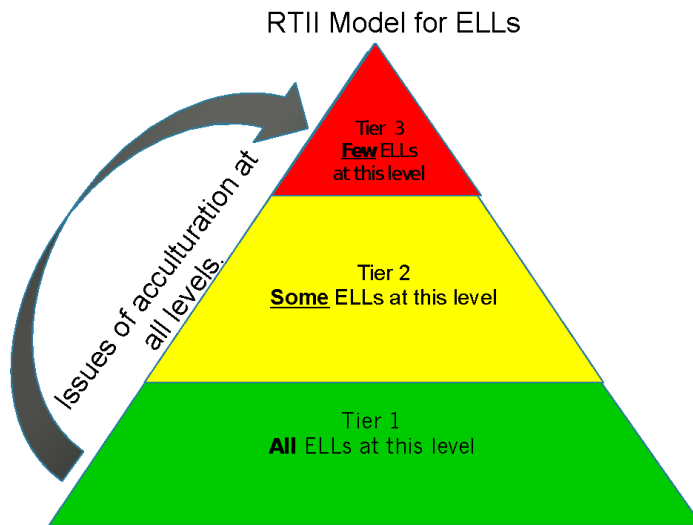 RTII Model for ELLs
Tier 3
Few ELLs
at this level
Issues of acculturation at
all levels.
Tier 2
Some ELLs at this level
Tier 1
All ELLs at this level